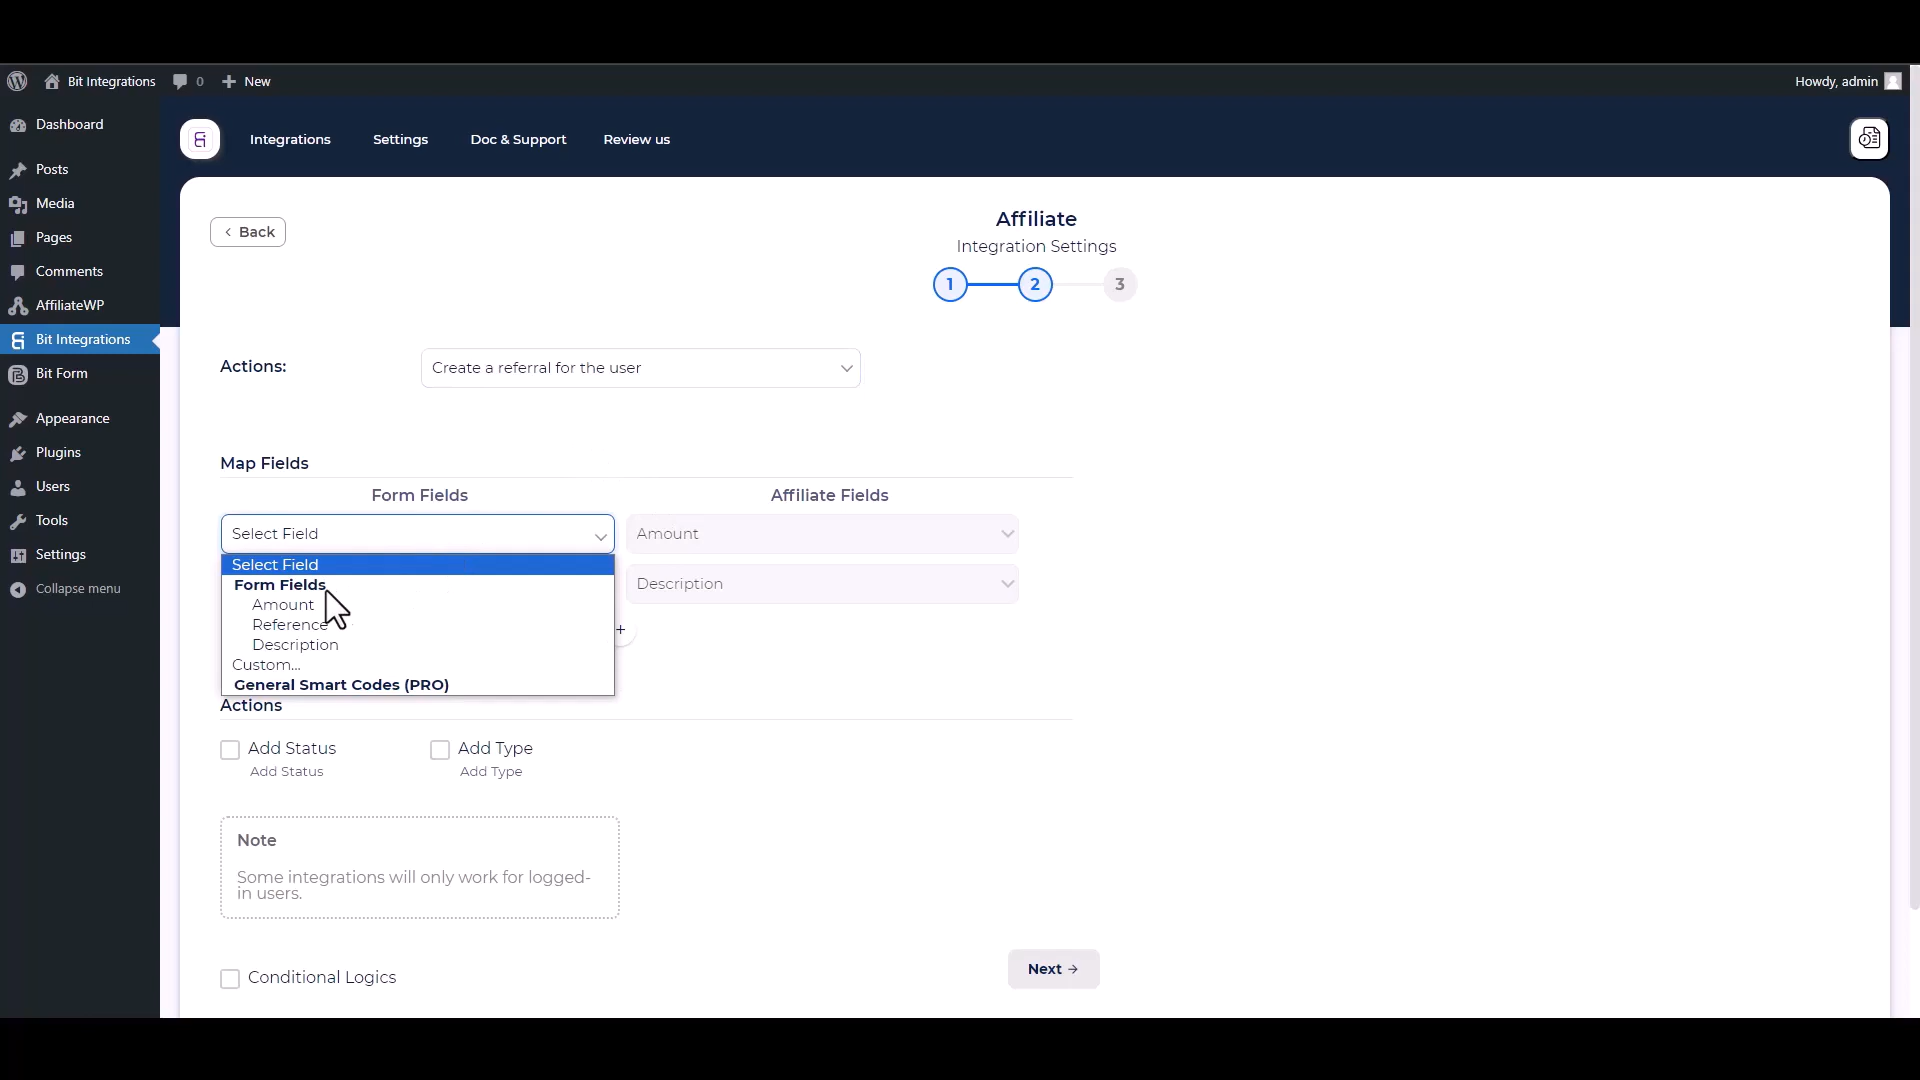 Bit Integrations
0
New
Howdy, admin
Dashboard
Posts
Media
Pages
Comments
AffiliateWP
Bit Integrations
Bit Form
Appearance
Plugins
Users
Tools
Settings
Collapse menu
Integrations
Settings
Doc & Support
Review us
Back
Affiliate
Integration Settings
1
2
3
Actions:
Create a referral for the user
Map Fields
Form Fields
Affiliate Fields
Select Field
Amount
Select Field
Form Fields
Description
Amount
Reference
+
Description
Custom...
General Smart Codes (PRO)
Actions
Add Status
Add Type
Add Status
Add Type
Note
Some integrations will only work for logged-
in users.
Next →
Conditional Logics